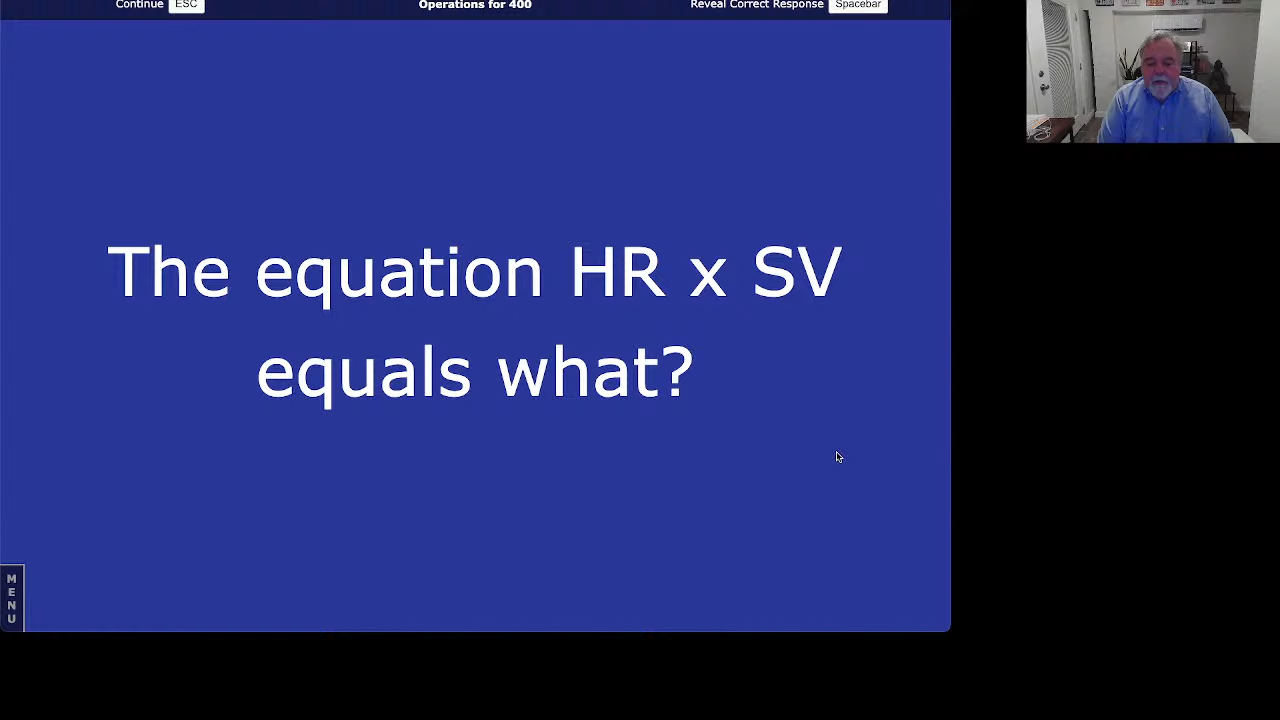 Continue ESC Operations for 400 Reveal Correct Response Spacebar
The equation HR x SV
equals what?
M
E
N
U